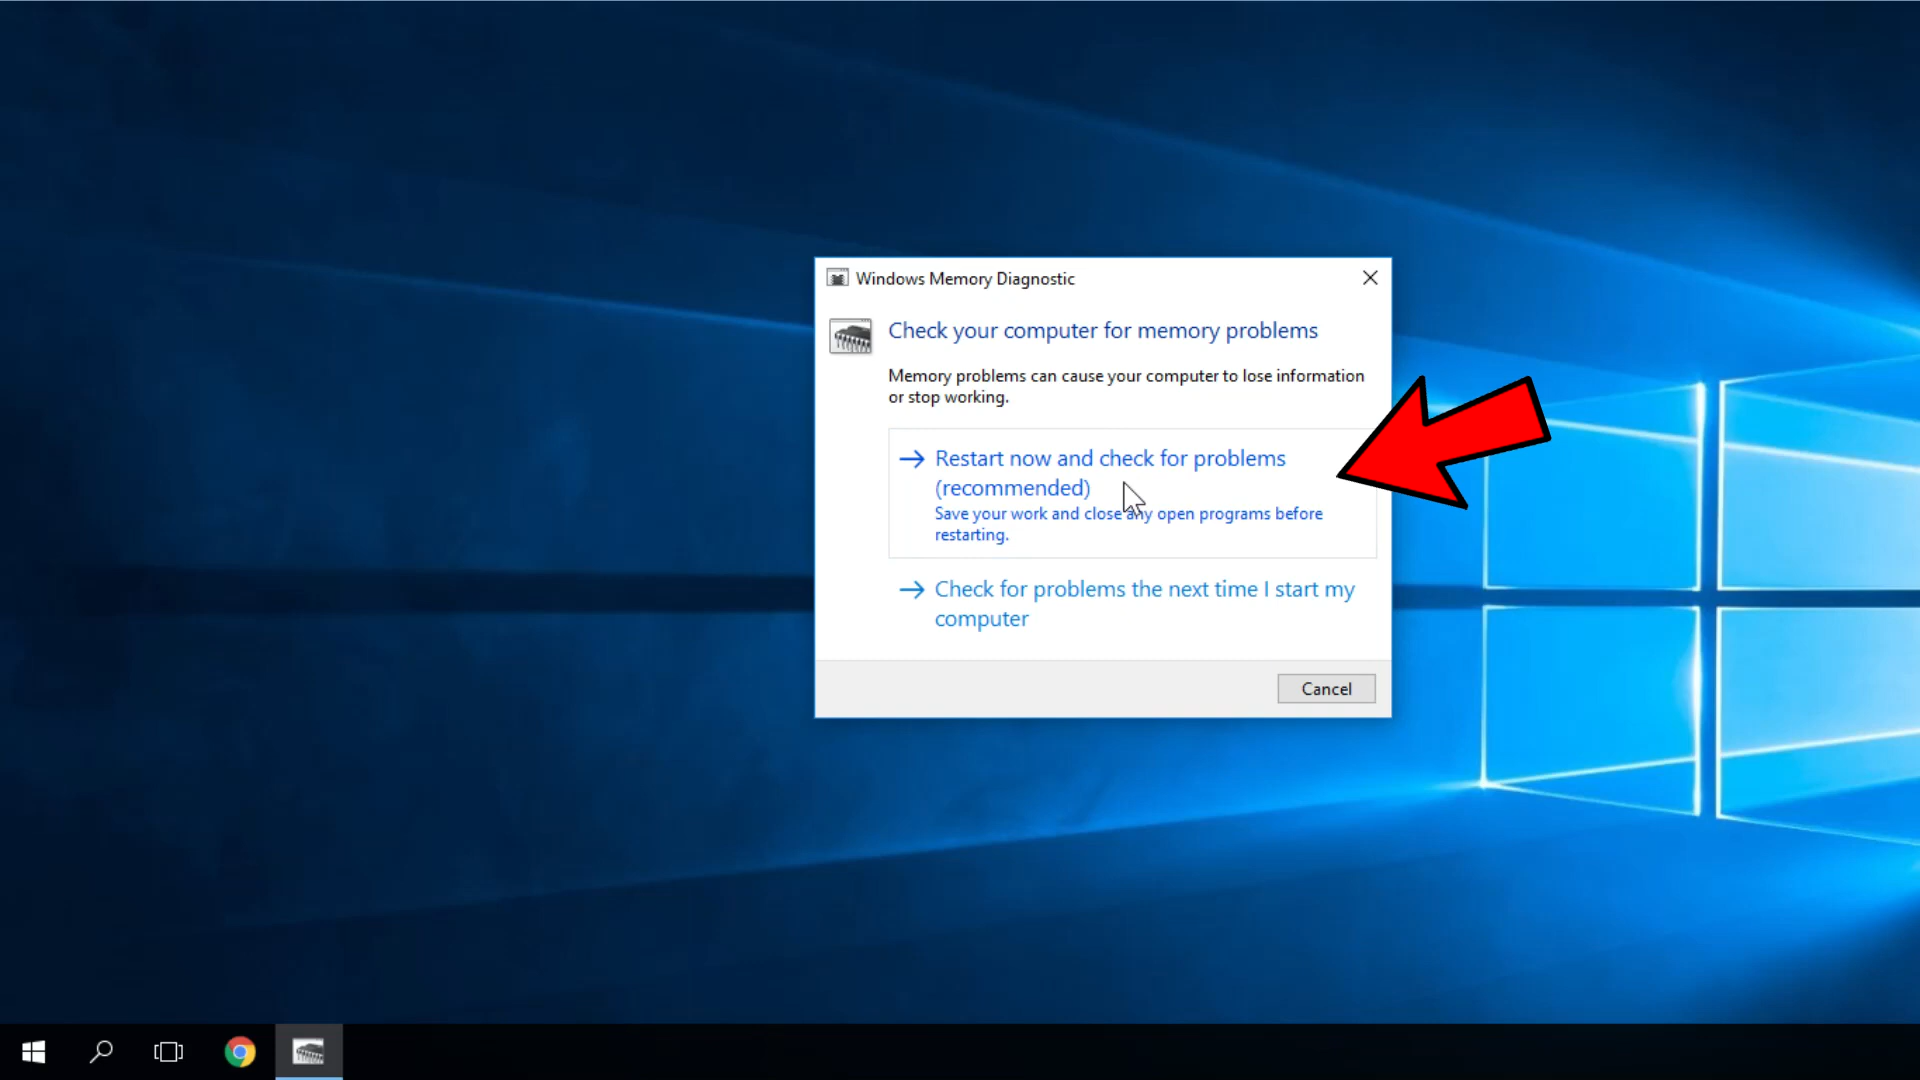 Windows Memory Diagnostic
Check your computer for memory problems
Memory problems can cause your computer to lose information
or stop working.
Restart now and check for problems
(recommended)
Save your work and close any open programs before
restarting.
Check for problems the next time I start my
computer
Cancel